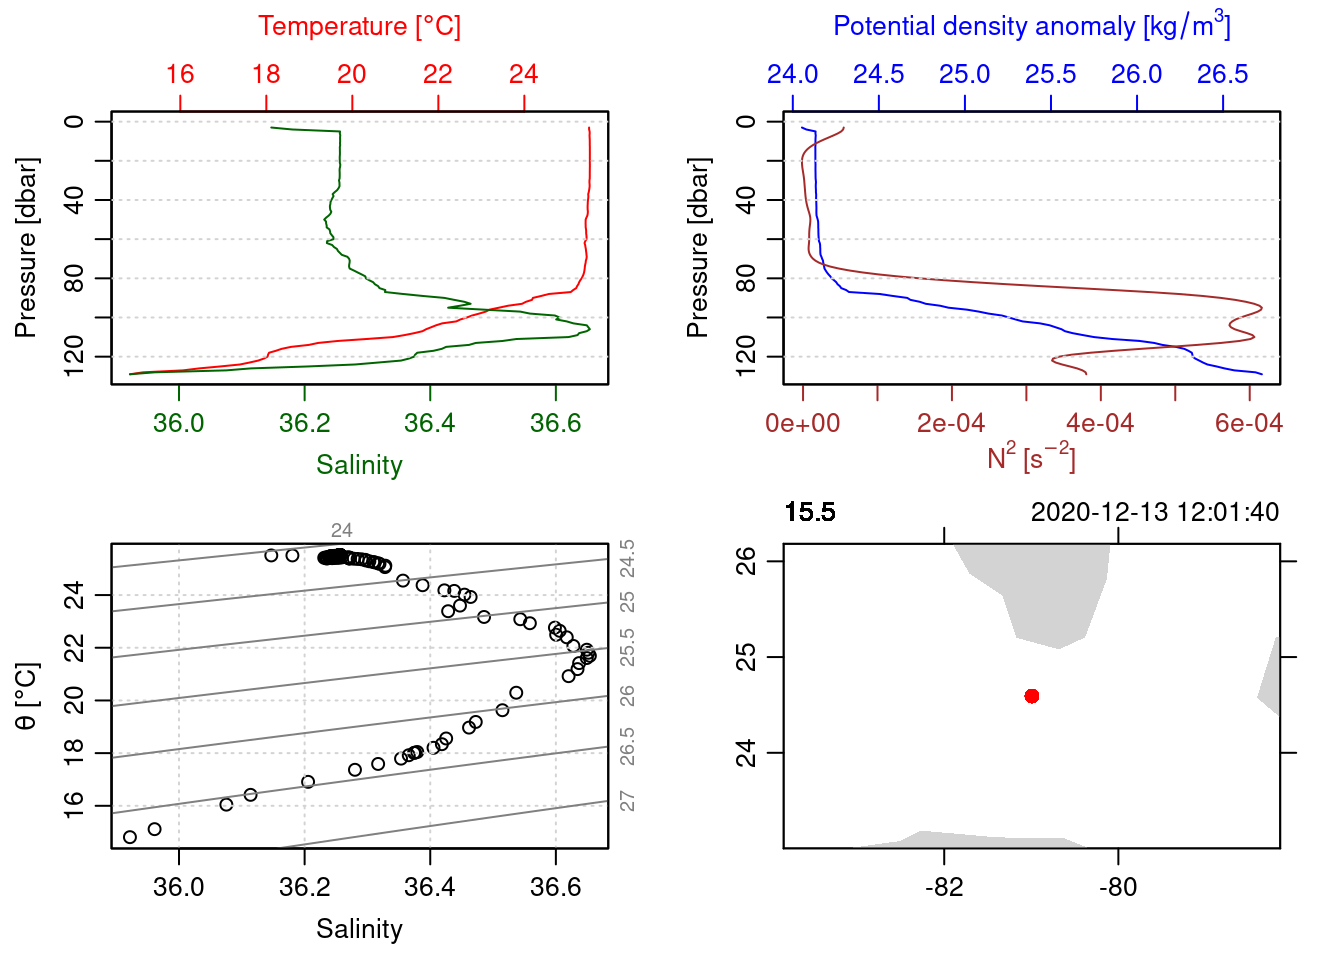 Temperature [°C]
16 18 20 22 24
Pressure [dbar]
0 40 80 120
36.0 36.2 36.4 36.6
Salinity
Potential density anomaly [kg/m³]
24.0 24.5 25.0 25.5 26.0 26.5
Pressure [dbar]
0 40 80 120
0e+00 2e-04 4e-04 6e-04
N² [s⁻²]
24
θ [°C]
24 22 20 18 16
24.5 25 25.5 26 26.5 27
36.0 36.2 36.4 36.6
Salinity
15.5 2020-12-13 12:01:40
26 25 24
-82 -80